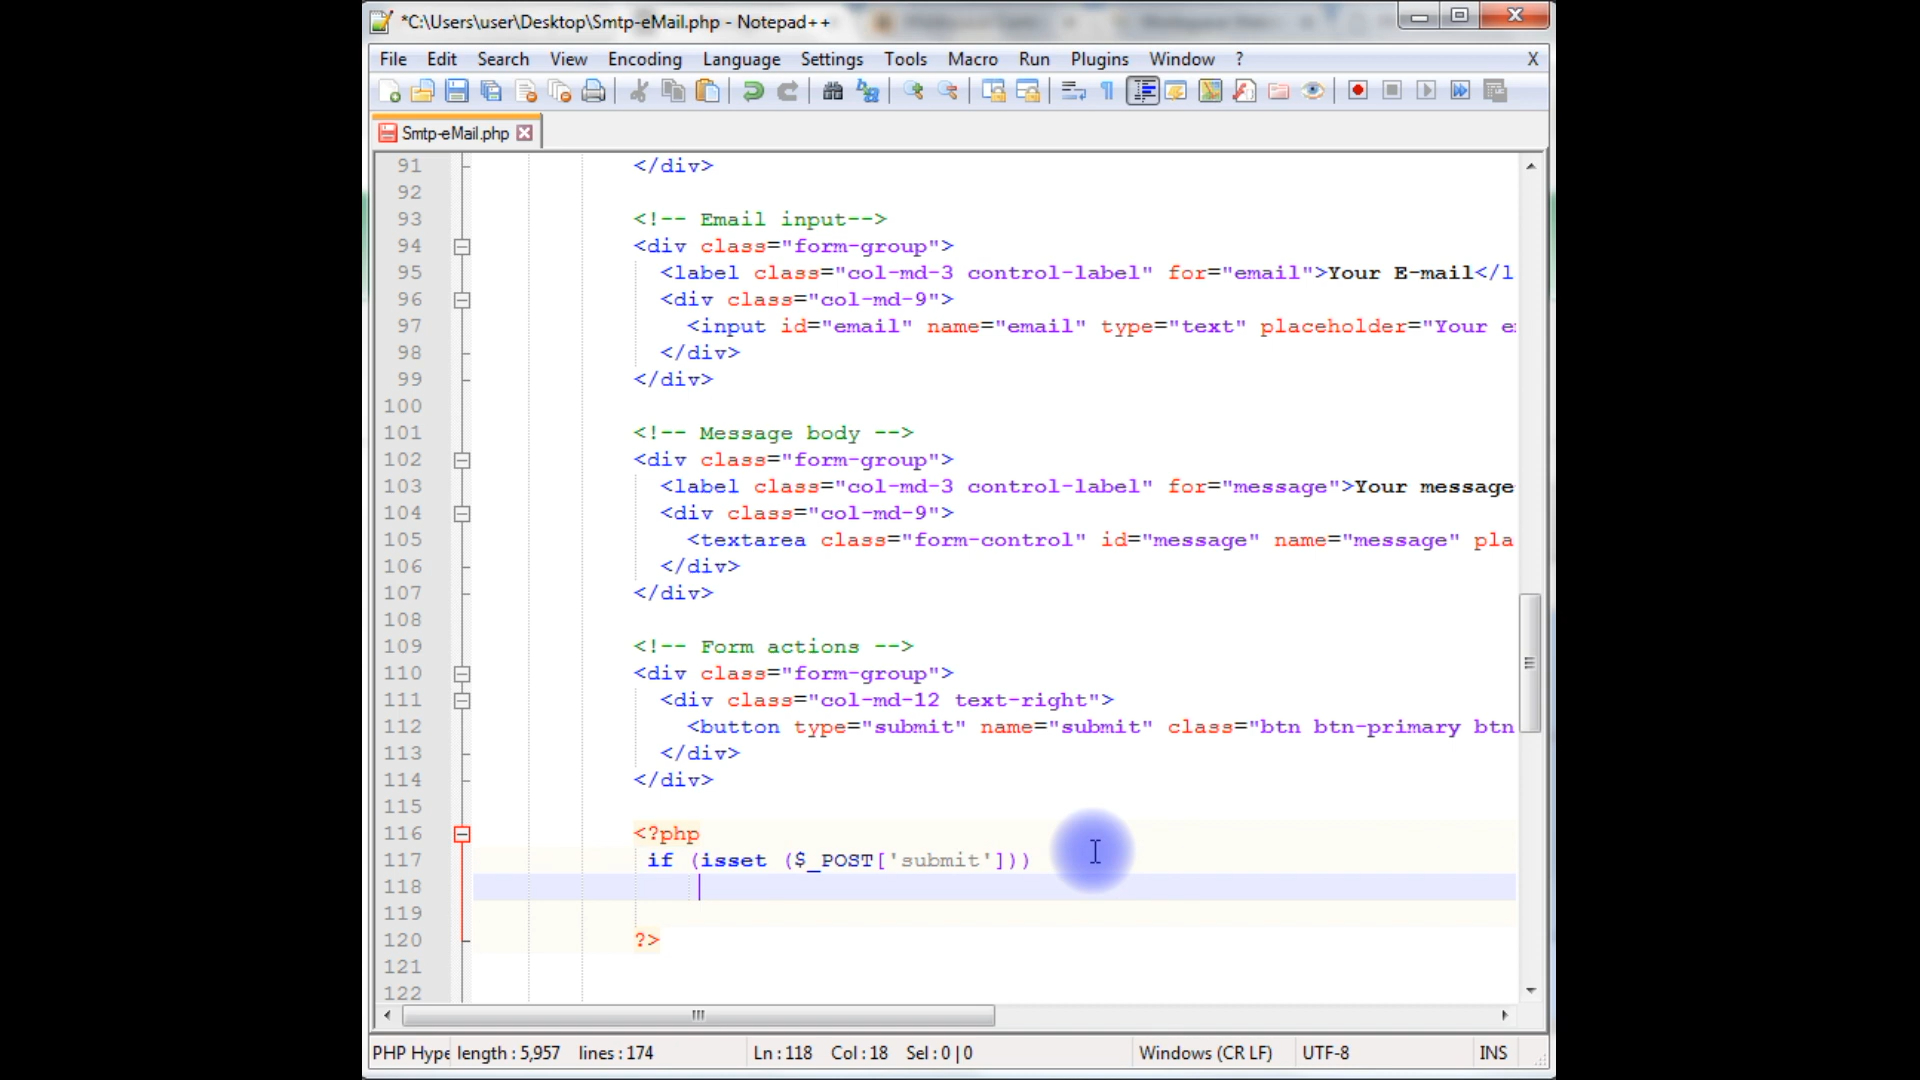 *C:\Users\user\Desktop\Smtp-eMail.php - Notepad++
File Edit Search View Encoding Language Settings Tools Macro Run Plugins Window ? X
Smtp-eMail.php
91 </div>
92
93 <!-- Email input-->
94 <div class="form-group">
95 <label class="col-md-3 control-label" for="email">Your E-mail</l
96 <div class="col-md-9">
97 <input id="email" name="email" type="text" placeholder="Your e
98 </div>
99 </div>
100
101 <!-- Message body -->
102 <div class="form-group">
103 <label class="col-md-3 control-label" for="message">Your message
104 <div class="col-md-9">
105 <textarea class="form-control" id="message" name="message" pla
106 </div>
107 </div>
108
109 <!-- Form actions -->
110 <div class="form-group">
111 <div class="col-md-12 text-right">
112 <button type="submit" name="submit" class="btn btn-primary btn
113 </div>
114 </div>
115
116 <?php
117 if (isset ($_POST['submit']))
118
119
120 ?>
121
122
PHP Hype length : 5,957 lines : 174 Ln : 118 Col : 18 Sel : 0 | 0 Windows (CR LF) UTF-8 INS